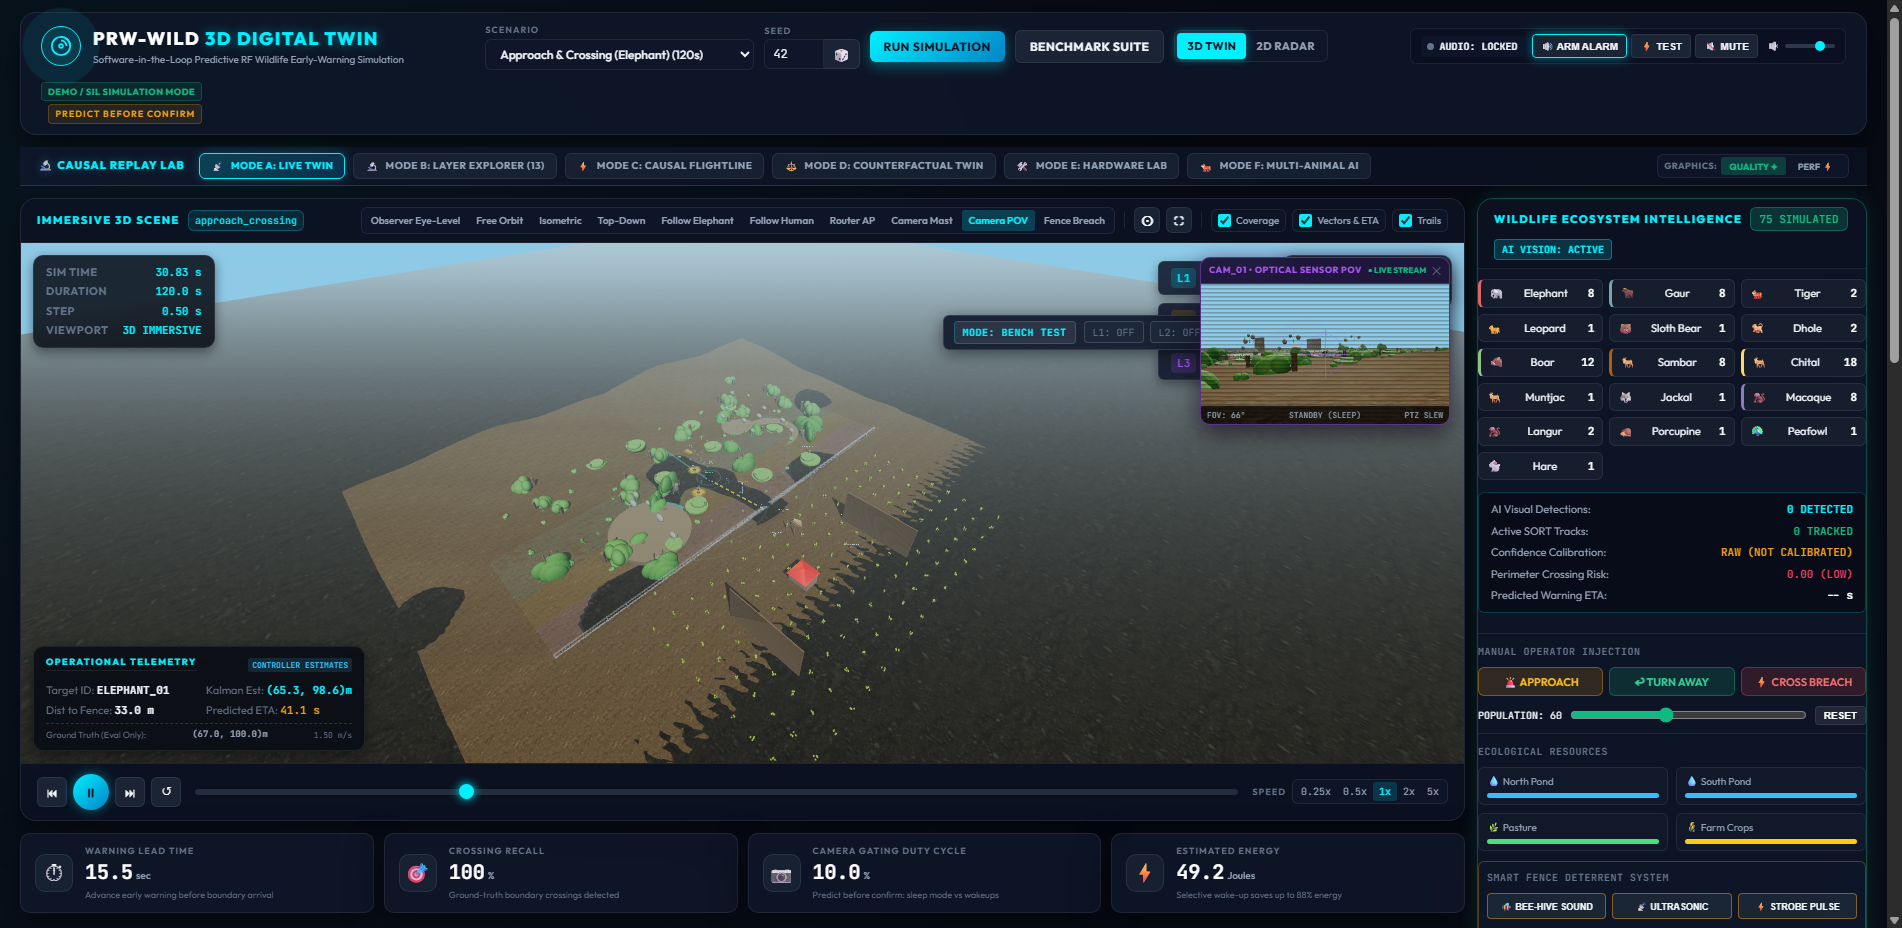 PRW-WILD 3D DIGITAL TWIN
Software-in-the-Loop Predictive RF Wildlife Early-Warning Simulation
DEMO / SIL SIMULATION MODE
PREDICT BEFORE CONFIRM
SCENARIO
Approach & Crossing (Elephant) (120s)
SEED
42
RUN SIMULATION
BENCHMARK SUITE
3D TWIN
2D RADAR
AUDIO: LOCKED
ARM ALARM
TEST
MUTE
CAUSAL REPLAY LAB
MODE A: LIVE TWIN
MODE B: LAYER EXPLORER (13)
MODE C: CAUSAL FLIGHTLINE
MODE D: COUNTERFACTUAL TWIN
MODE E: HARDWARE LAB
MODE F: MULTI-ANIMAL AI
GRAPHICS:
QUALITY
PERF
IMMERSIVE 3D SCENE
approach_crossing
Observer Eye-Level
Free Orbit
Isometric
Top-Down
Follow Elephant
Follow Human
Router AP
Camera Mast
Camera POV
Fence Breach
Coverage
Vectors & ETA
Trails
SIM TIME 30.83 s
DURATION 120.0 s
STEP 0.50 s
VIEWPORT 3D IMMERSIVE
L1
MODE: BENCH TEST
L1: OFF
L2: OFF
L3
CAM_01 • OPTICAL SENSOR POV
LIVE STREAM
FOV: 66°
STANDBY (SLEEP)
PTZ SLEW
OPERATIONAL TELEMETRY
CONTROLLER ESTIMATES
Target ID: ELEPHANT_01
Kalman Est: (65.3, 98.6)m
Dist to Fence: 33.0 m
Predicted ETA: 41.1 s
Ground Truth (Eval Only): (67.0, 100.0)m 1.50 m/s
SPEED
0.25x 0.5x 1x 2x 5x
WARNING LEAD TIME
15.5 sec
Advance early warning before boundary arrival
CROSSING RECALL
100 %
Ground-truth boundary crossings detected
CAMERA GATING DUTY CYCLE
10.0 %
Predict before confirm: sleep mode vs wakeups
ESTIMATED ENERGY
49.2 Joules
Selective wake-up saves up to 88% energy
WILDLIFE ECOSYSTEM INTELLIGENCE
75 SIMULATED
AI VISION: ACTIVE
Elephant 8
Gaur 8
Tiger 2
Leopard 1
Sloth Bear 1
Dhole 2
Boar 12
Sambar 8
Chital 18
Muntjac 1
Jackal 1
Macaque 8
Langur 2
Porcupine 1
Peafowl 1
Hare 1
AI Visual Detections: 0 DETECTED
Active SORT Tracks: 0 TRACKED
Confidence Calibration: RAW (NOT CALIBRATED)
Perimeter Crossing Risk: 0.00 (LOW)
Predicted Warning ETA: -- s
MANUAL OPERATOR INJECTION
APPROACH
TURN AWAY
CROSS BREACH
POPULATION: 60
RESET
ECOLOGICAL RESOURCES
North Pond
South Pond
Pasture
Farm Crops
SMART FENCE DETERRENT SYSTEM
BEE-HIVE SOUND
ULTRASONIC
STROBE PULSE